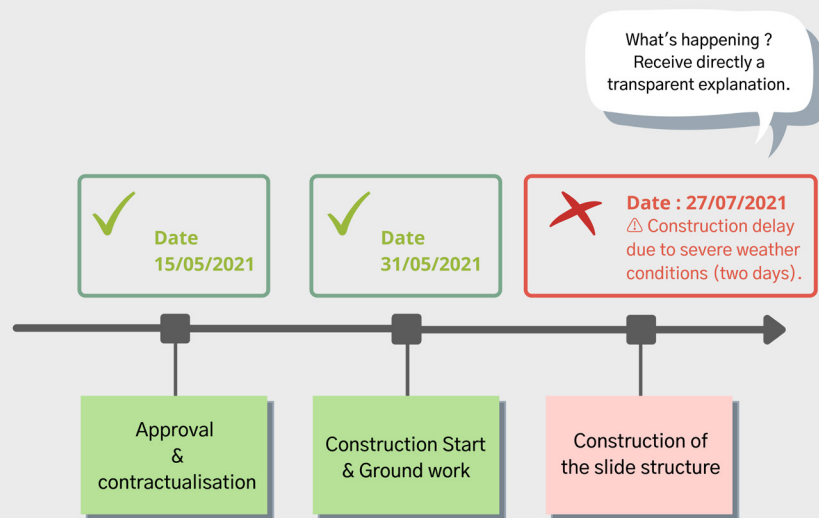 What's happening ?
Receive directly a
transparent explanation.
Date
15/05/2021
Date
31/05/2021
Date : 27/07/2021
⚠ Construction delay
due to severe weather
conditions (two days).
Approval
&
contractualisation
Construction Start
& Ground work
Construction of
the slide structure